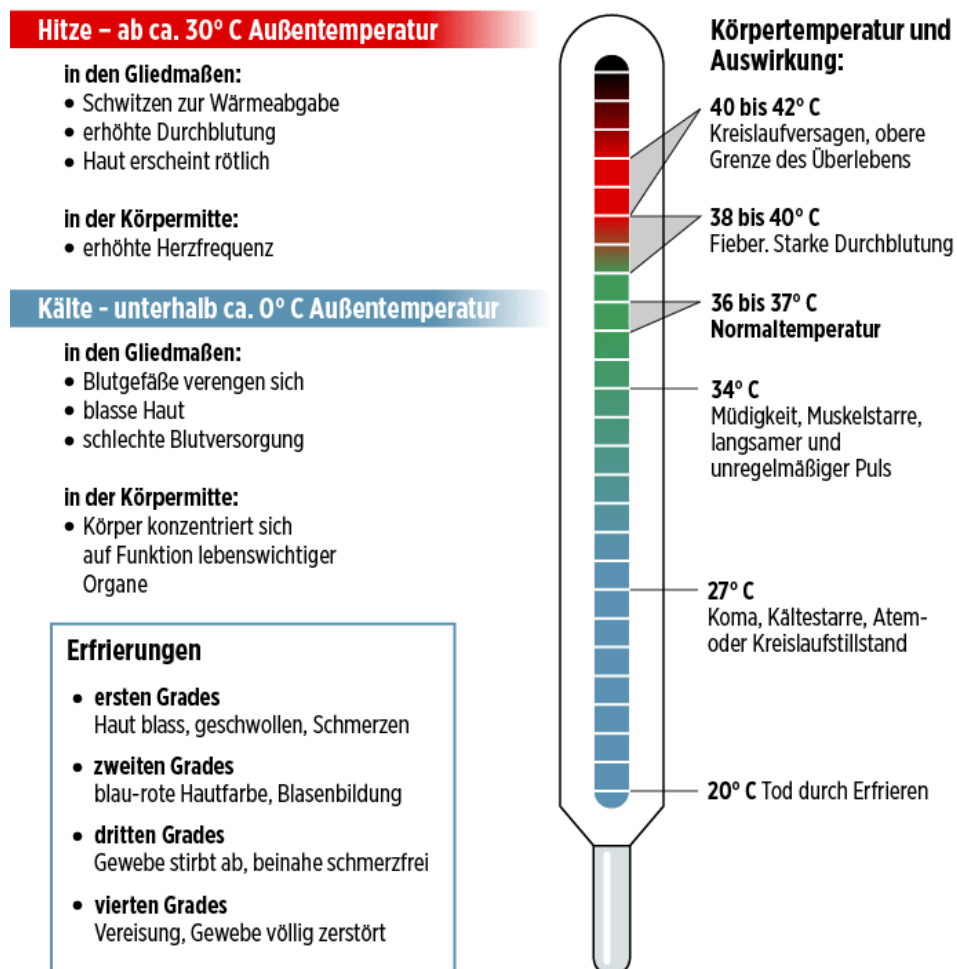 Hitze – ab ca. 30° C Außentemperatur
in den Gliedmaßen:
• Schwitzen zur Wärmeabgabe
• erhöhte Durchblutung
• Haut erscheint rötlich
in der Körpermitte:
• erhöhte Herzfrequenz
Kälte - unterhalb ca. 0° C Außentemperatur
in den Gliedmaßen:
• Blutgefäße verengen sich
• blasse Haut
• schlechte Blutversorgung
in der Körpermitte:
• Körper konzentriert sich
auf Funktion lebenswichtiger
Organe
Erfrierungen
• ersten Grades
Haut blass, geschwollen, Schmerzen
• zweiten Grades
blau-rote Hautfarbe, Blasenbildung
• dritten Grades
Gewebe stirbt ab, beinahe schmerzfrei
• vierten Grades
Vereisung, Gewebe völlig zerstört
Körpertemperatur und
Auswirkung:
40 bis 42° C
Kreislaufversagen, obere
Grenze des Überlebens
38 bis 40° C
Fieber. Starke Durchblutung
36 bis 37° C
Normaltemperatur
34° C
Müdigkeit, Muskelstarre,
langsamer und
unregelmäßiger Puls
27° C
Koma, Kältestarre, Atem-
oder Kreislaufstillstand
20° C Tod durch Erfrieren